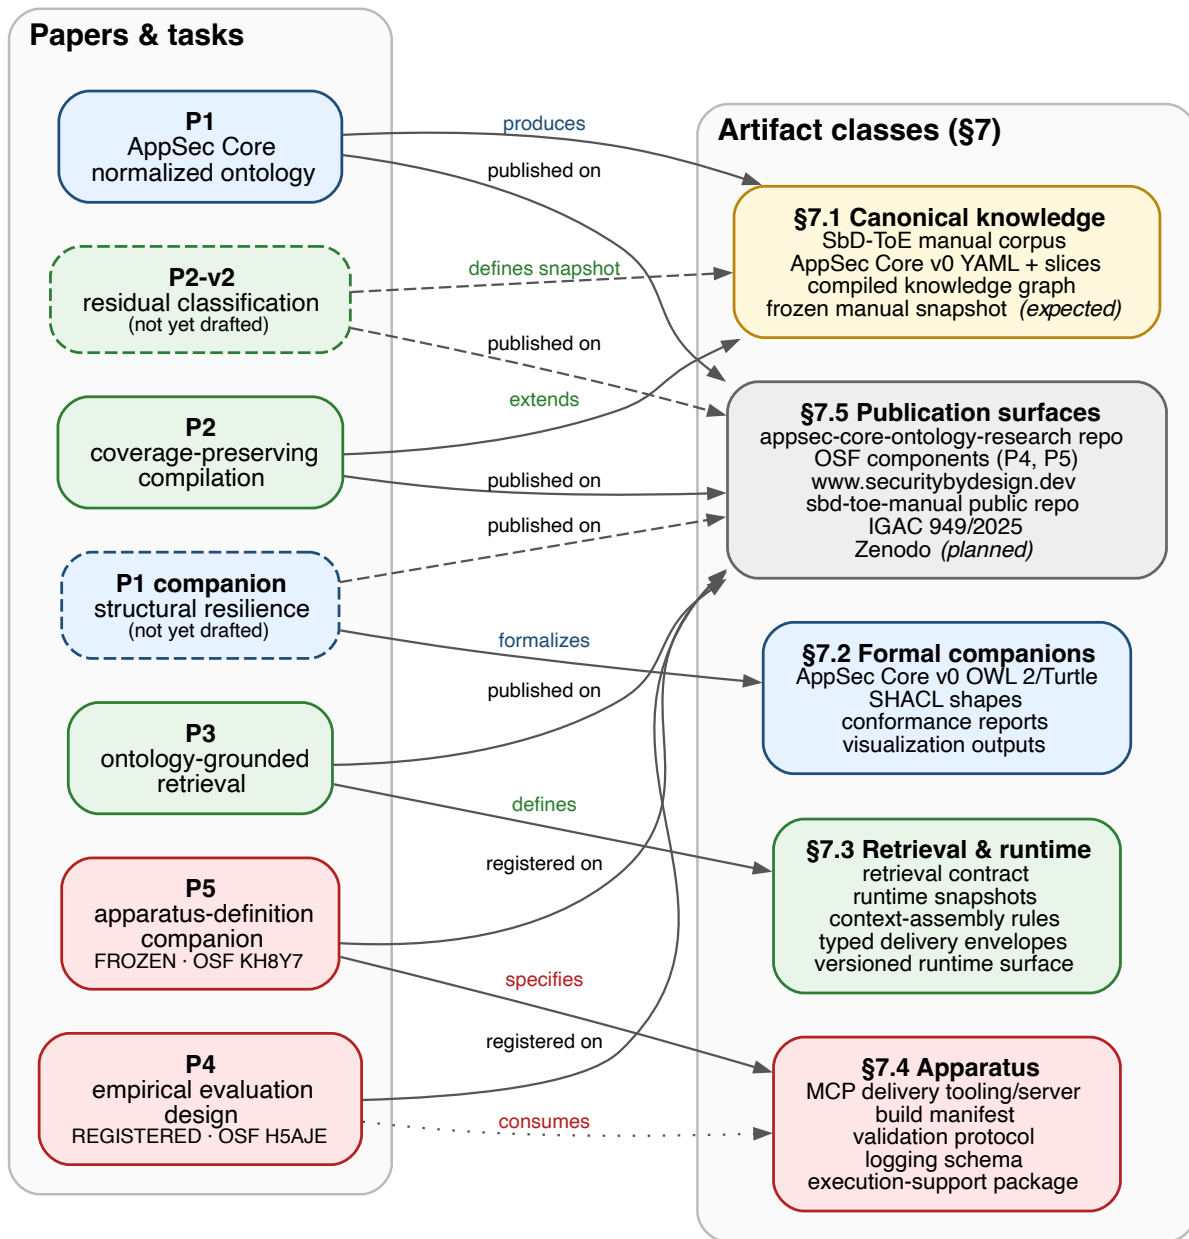 Papers & tasks
P1
AppSec Core
normalized ontology
P2-v2
residual classification
(not yet drafted)
P2
coverage-preserving
compilation
P1 companion
structural resilience
(not yet drafted)
P3
ontology-grounded
retrieval
P5
apparatus-definition
companion
FROZEN · OSF KH8Y7
P4
empirical evaluation
design
REGISTERED · OSF H5AJE
produces
published on
defines snapshot
published on
extends
published on
published on
formalizes
published on
defines
registered on
specifies
registered on
consumes
Artifact classes (§7)
§7.1 Canonical knowledge
SbD-ToE manual corpus
AppSec Core v0 YAML + slices
compiled knowledge graph
frozen manual snapshot (expected)
§7.5 Publication surfaces
appsec-core-ontology-research repo
OSF components (P4, P5)
www.securitybydesign.dev
sbd-toe-manual public repo
IGAC 949/2025
Zenodo (planned)
§7.2 Formal companions
AppSec Core v0 OWL 2/Turtle
SHACL shapes
conformance reports
visualization outputs
§7.3 Retrieval & runtime
retrieval contract
runtime snapshots
context-assembly rules
typed delivery envelopes
versioned runtime surface
§7.4 Apparatus
MCP delivery tooling/server
build manifest
validation protocol
logging schema
execution-support package